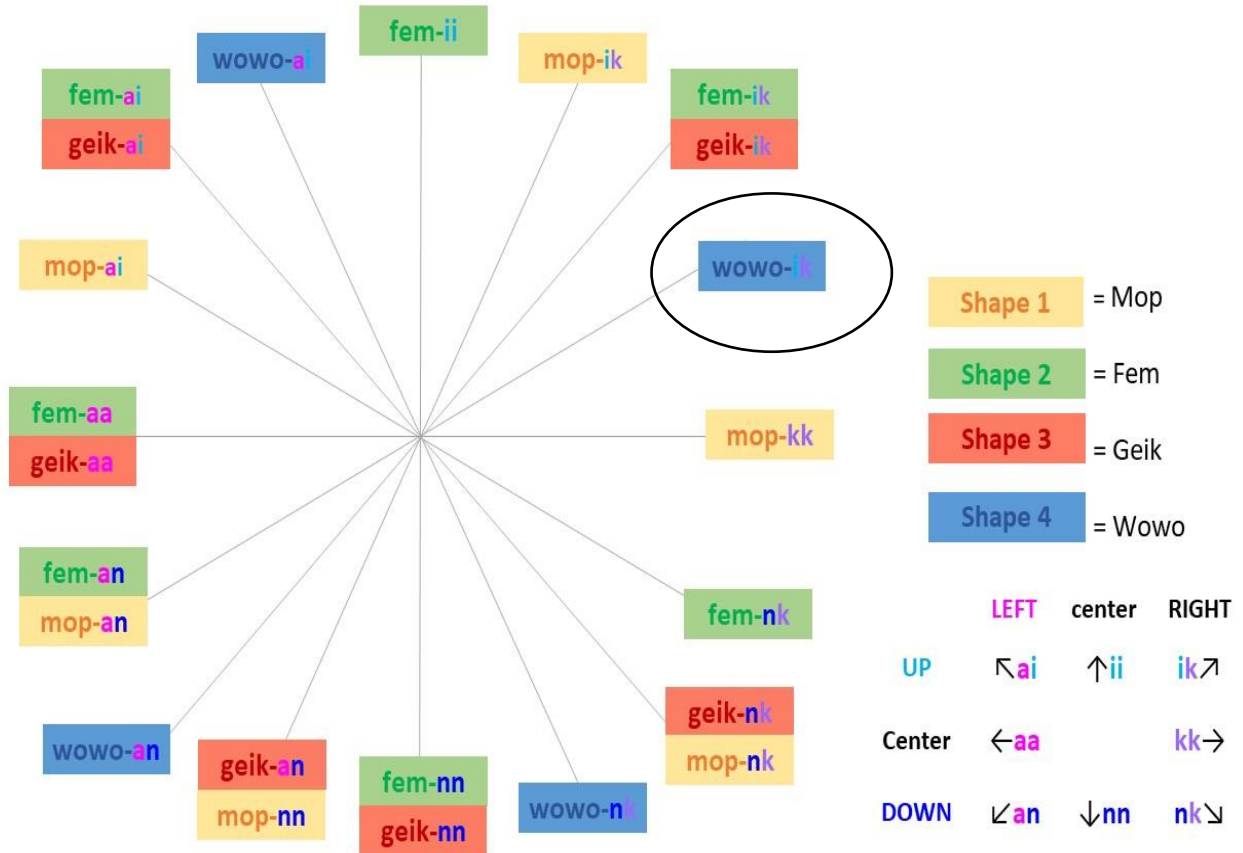 fem-ii
wowo-ai
mop-ik
fem-ai
geik-ai
fem-ik
geik-ik
mop-ai
wowo-ik
fem-aa
geik-aa
mop-kk
fem-an
mop-an
fem-nk
wowo-an
geik-an
mop-nn
fem-nn
geik-nn
wowo-nk
geik-nk
mop-nk
Shape 1 = Mop
Shape 2 = Fem
Shape 3 = Geik
Shape 4 = Wowo
LEFT center RIGHT
UP ↖ai ↑ii ik↗
Center ←aa kk→
DOWN ↙an ↓nn nk↘